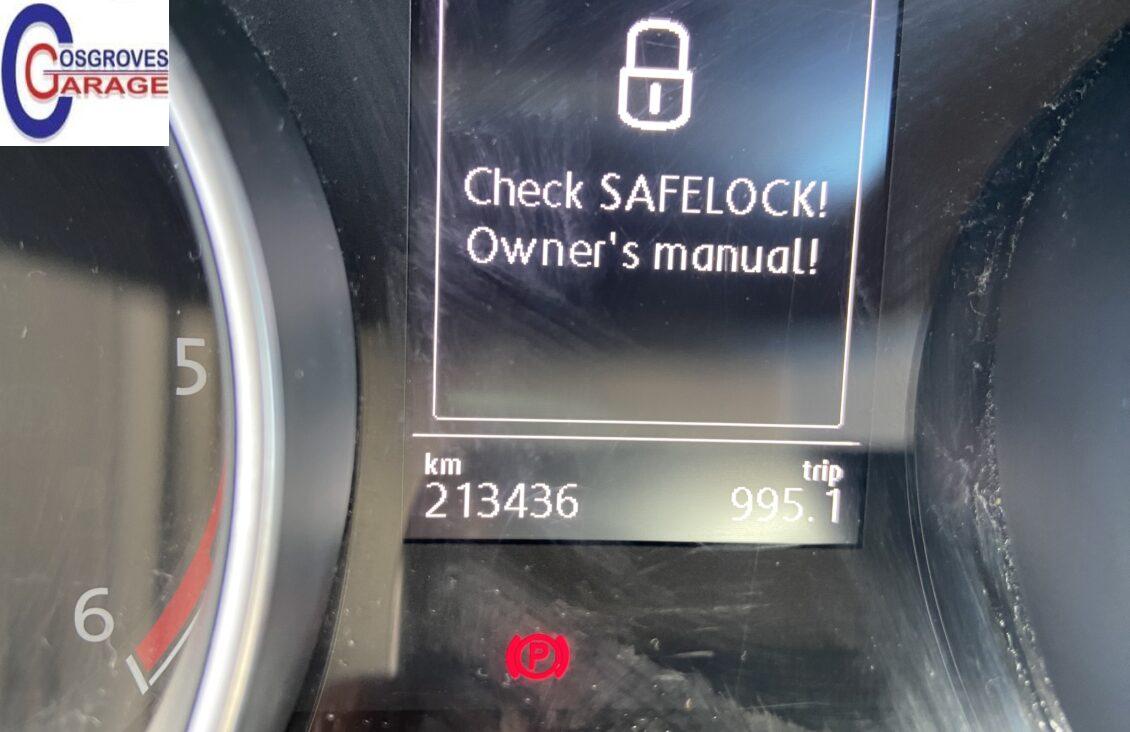 COSGROVES
GARAGE
Check SAFELOCK!
Owner's manual!
5
km
trip
213436
995.1
6
P